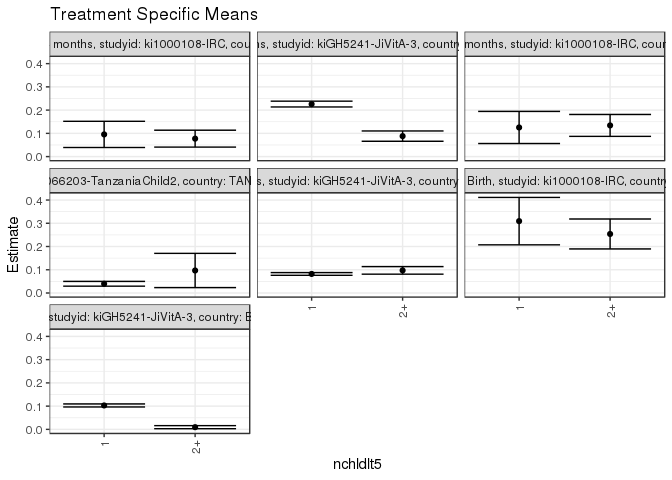 Treatment Specific Means
months, studyid: ki1000108-IRC, cou
s, studyid: kiGH5241-JiVitA-3, country
months, studyid: ki1000108-IRC, cou
0.4
0.3
0.2
0.1
0.0
066203-TanzaniaChild2, country: TAN
s, studyid: kiGH5241-JiVitA-3, country
Birth, studyid: ki1000108-IRC, country
0.4
0.3
0.2
0.1
0.0
1
2+
1
2+
studyid: kiGH5241-JiVitA-3, country: B
0.4
0.3
0.2
0.1
0.0
1
2+
Estimate
nchldlt5